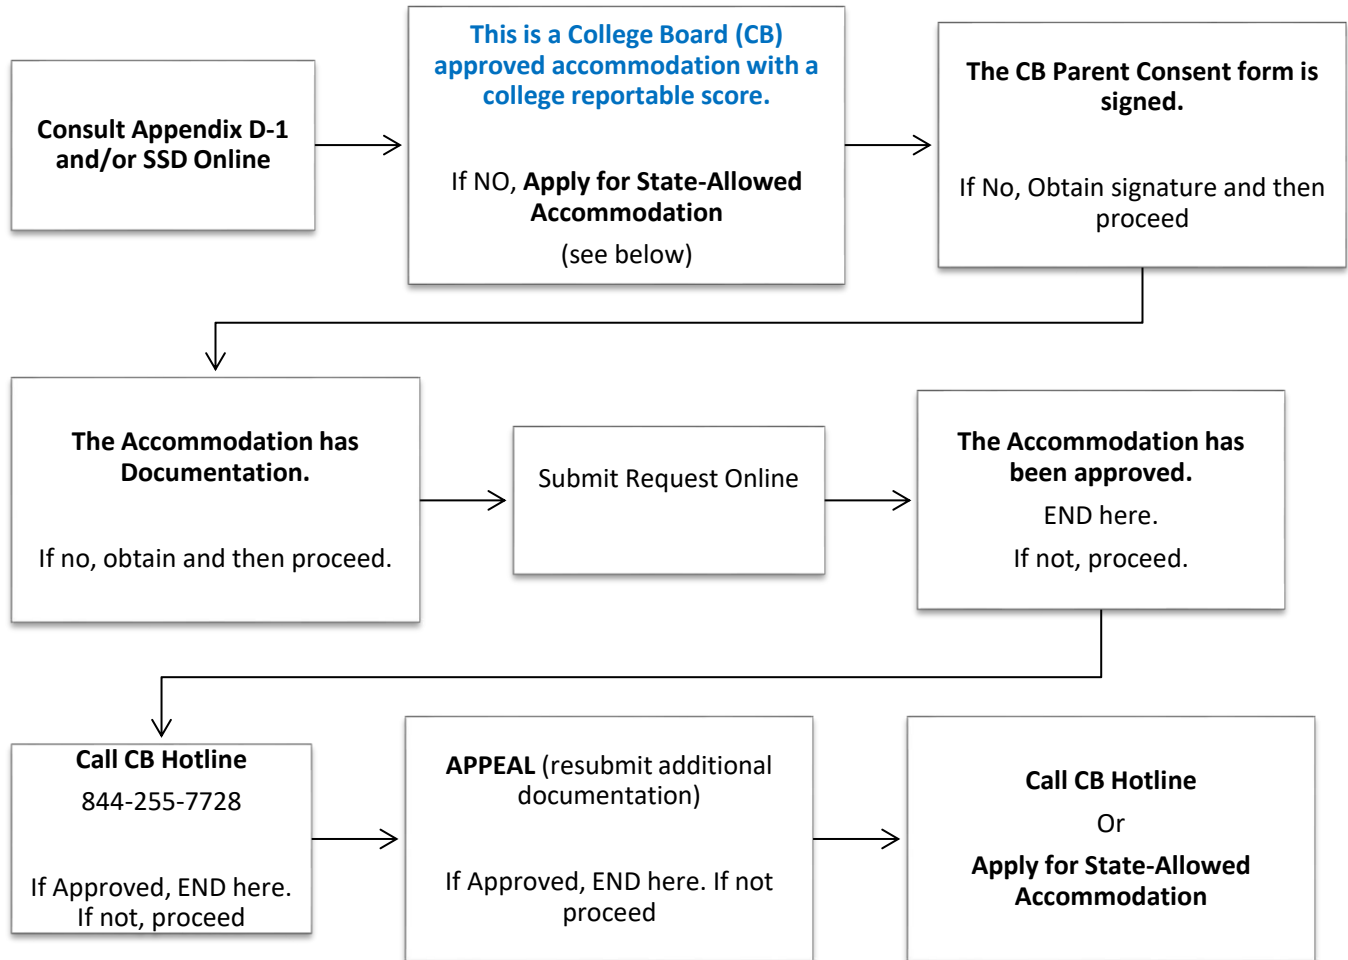 Consult Appendix D-1
and/or SSD Online
This is a College Board (CB)
approved accommodation with a
college reportable score.
If NO, Apply for State-Allowed
Accommodation
(see below)
The CB Parent Consent form is
signed.
If No, Obtain signature and then
proceed
The Accommodation has
Documentation.
If no, obtain and then proceed.
Submit Request Online
The Accommodation has
been approved.
END here.
If not, proceed.
Call CB Hotline
844-255-7728
If Approved, END here.
If not, proceed
APPEAL (resubmit additional
documentation)
If Approved, END here. If not
proceed
Call CB Hotline
Or
Apply for State-Allowed
Accommodation